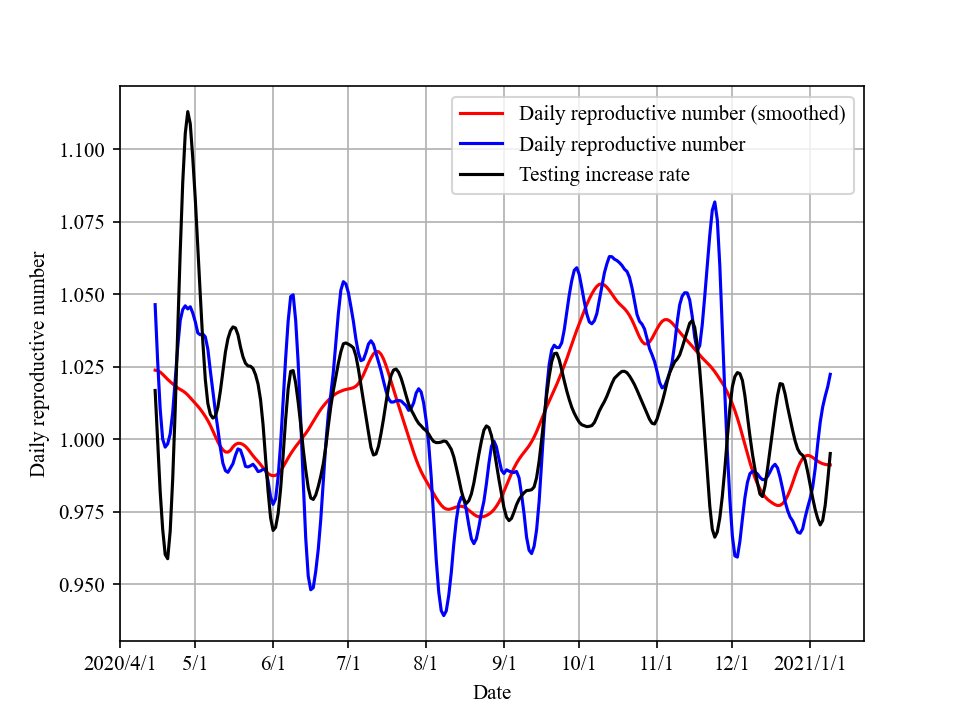 Daily reproductive number (smoothed)
Daily reproductive number
Testing increase rate
Daily reproductive number
1.100
1.075
1.050
1.025
1.000
0.975
0.950
2020/4/1 5/1 6/1 7/1 8/1 9/1 10/1 11/1 12/1 2021/1/1
Date